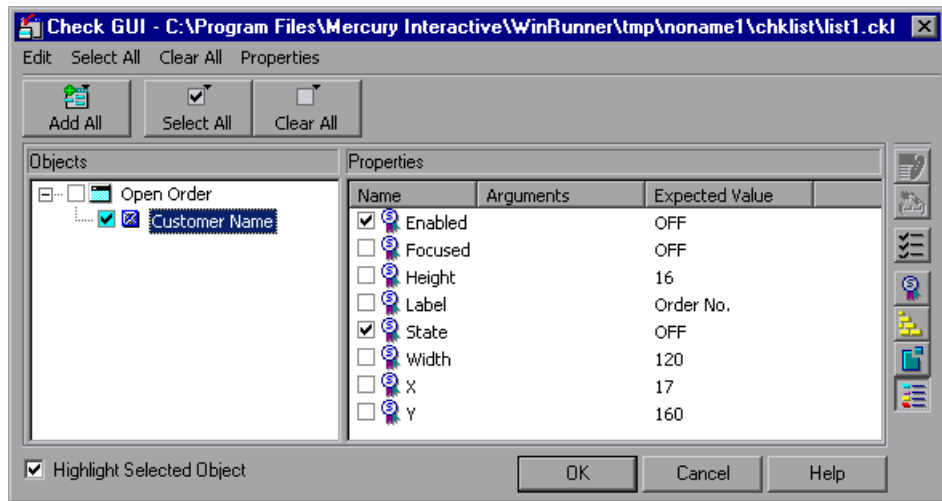 Check GUI - C:\Program Files\Mercury Interactive\WinRunner\tmp\noname1\chklist\list1.ckl
Edit Select All Clear All Properties
Add All Select All Clear All
Objects Properties
Open Order
Customer Name
Name Arguments Expected Value
Enabled OFF
Focused OFF
Height 16
Label Order No.
State OFF
Width 120
X 17
Y 160
Highlight Selected Object OK Cancel Help